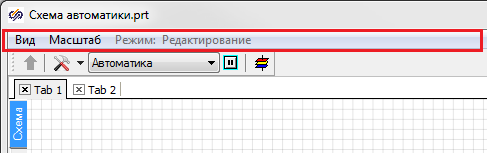 Схема автоматики.prt
Вид Масштаб Режим: Редактирование
Автоматика
Tab 1 Tab 2
Схема